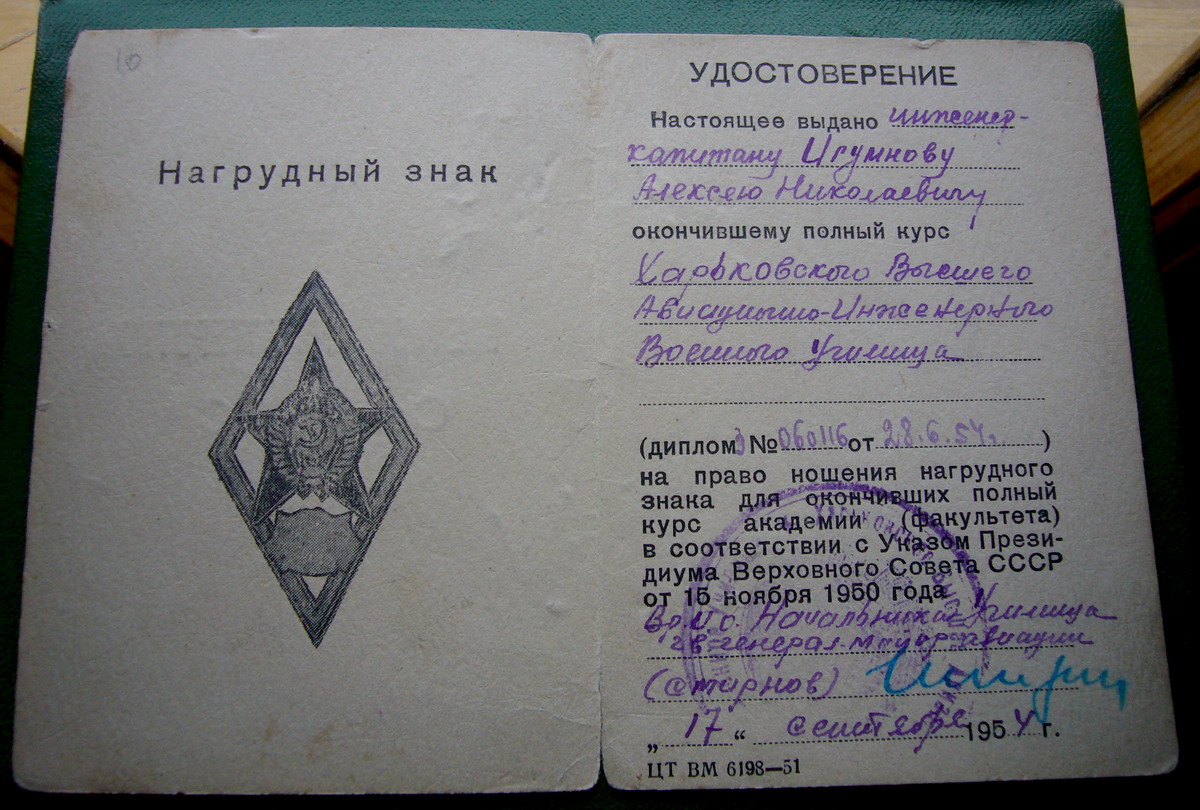 10
Нагрудный знак
УДОСТОВЕРЕНИЕ
Настоящее выдано инженер-
капитану Игумнову
Алексею Николаевичу
окончившему полный курс
Харьковского Высшего
Авиационно-Инженерного
Военного Училища
(диплом № 060116 от 28.6.54г. )
на право ношения нагрудного
знака для окончивших полный
курс академии (факультета)
в соответствии с Указом Прези-
диума Верховного Совета СССР
от 15 ноября 1950 года
Вр.И.о. Начальника Училища
генерал-майор авиации
(Смирнов)
„ 17 “ сентября 1954 г.
ЦТ ВМ 6198—51